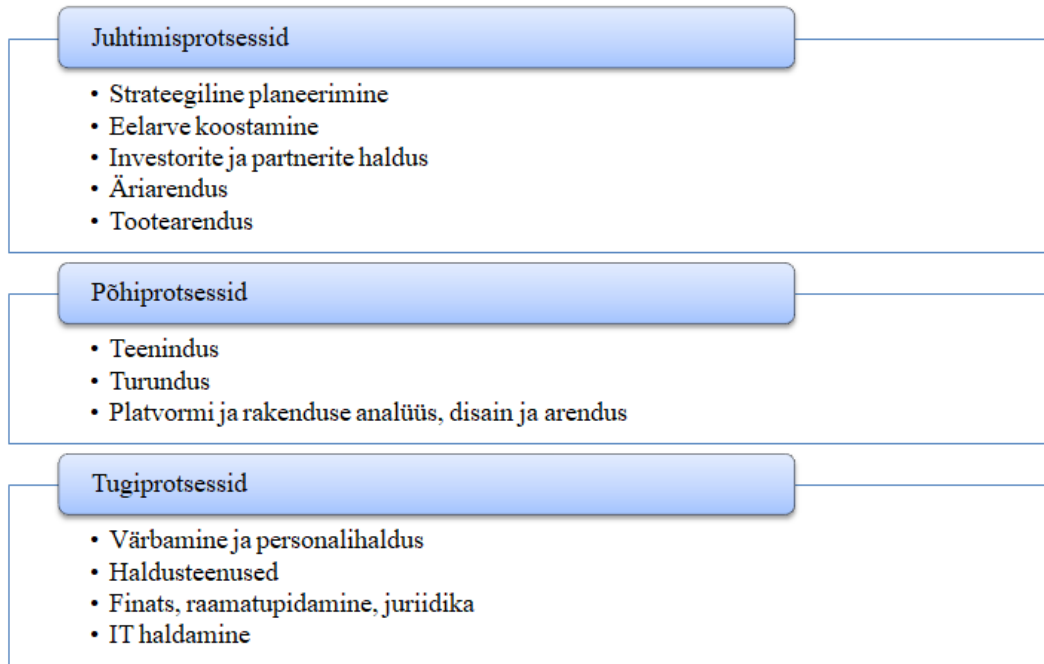 Juhtimisprotsessid
• Strateegiline planeerimine
• Eelarve koostamine
• Investorite ja partnerite haldus
• Äriarendus
• Tootearendus
Põhiprotsessid
• Teenindus
• Turundus
• Platvormi ja rakenduse analüüs, disain ja arendus
Tugiprotsessid
• Värbamine ja personalihaldus
• Haldusteenused
• Finats, raamatupidamine, juriidika
• IT haldamine